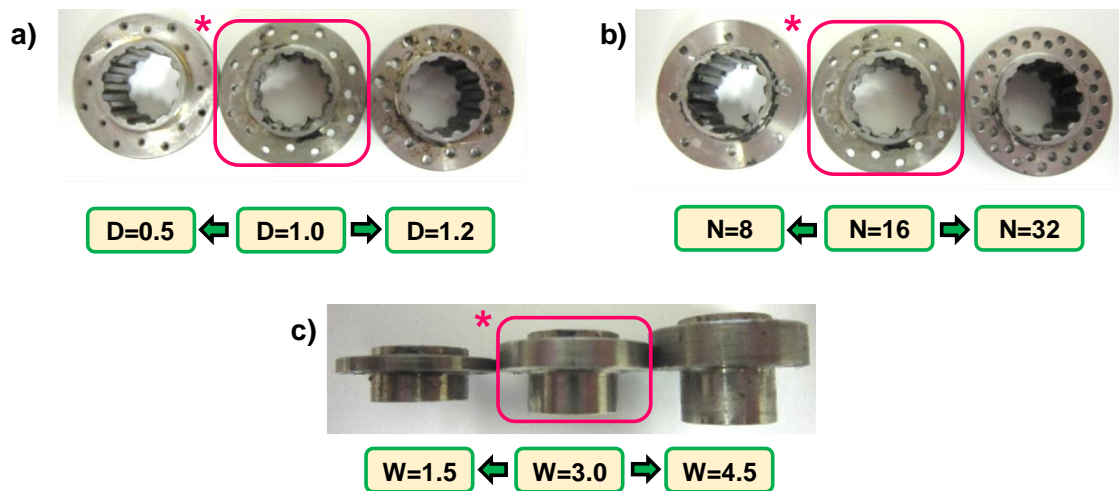 a)
*
D=0.5 D=1.0 D=1.2
b)
*
N=8 N=16 N=32
c)
*
W=1.5 W=3.0 W=4.5